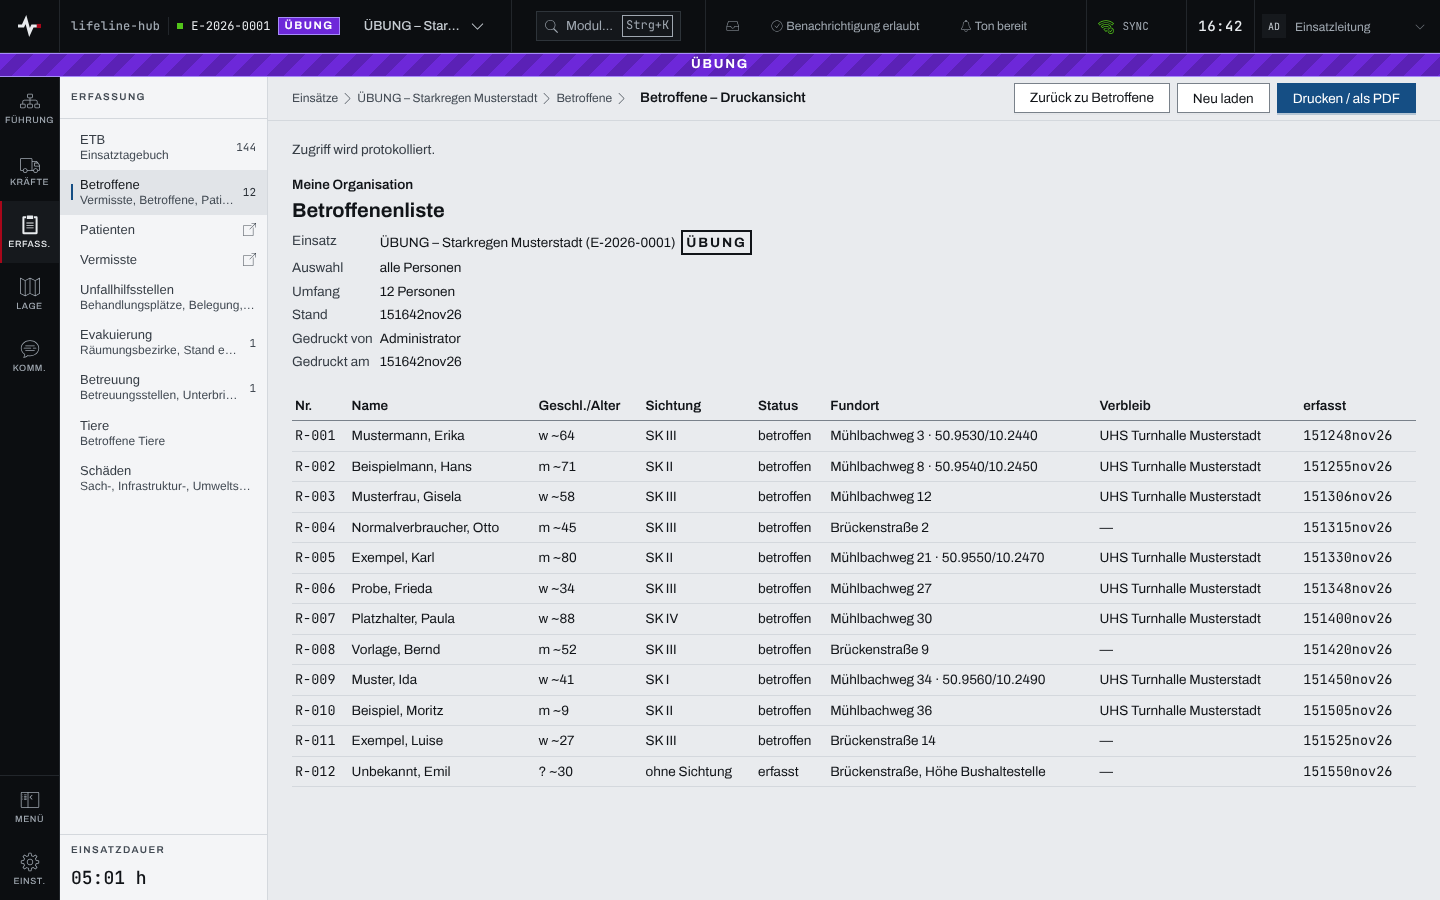 lifeline-hub
E-2026-0001 ÜBUNG
ÜBUNG – Star...
Modul... Strg+K
Benachrichtigung erlaubt
Ton bereit
SYNC
16:42
AD Einsatzleitung
ÜBUNG
FÜHRUNG
KRÄFTE
ERFASS.
LAGE
KOMM.
MENÜ
EINST.
ERFASSUNG
ETB
Einsatztagebuch 144
Betroffene
Vermisste, Betroffene, Pati... 12
Patienten
Vermisste
Unfallhilfsstellen
Behandlungsplätze, Belegung,...
Evakuierung
Räumungsbezirke, Stand e... 1
Betreuung
Betreuungsstellen, Unterbri... 1
Tiere
Betroffene Tiere
Schäden
Sach-, Infrastruktur-, Umwelts...
EINSATZDAUER
05:01 h
Einsätze > ÜBUNG – Starkregen Musterstadt > Betroffene > Betroffene – Druckansicht
Zurück zu Betroffene
Neu laden
Drucken / als PDF
Zugriff wird protokolliert.
Meine Organisation
Betroffenenliste
Einsatz ÜBUNG – Starkregen Musterstadt (E-2026-0001) ÜBUNG
Auswahl alle Personen
Umfang 12 Personen
Stand 151642nov26
Gedruckt von Administrator
Gedruckt am 151642nov26
Nr. Name Geschl./Alter Sichtung Status Fundort Verbleib erfasst
R-001 Mustermann, Erika w ~64 SK III betroffen Mühlbachweg 3 · 50.9530/10.2440 UHS Turnhalle Musterstadt 151248nov26
R-002 Beispielmann, Hans m ~71 SK II betroffen Mühlbachweg 8 · 50.9540/10.2450 UHS Turnhalle Musterstadt 151255nov26
R-003 Musterfrau, Gisela w ~58 SK III betroffen Mühlbachweg 12 UHS Turnhalle Musterstadt 151306nov26
R-004 Normalverbraucher, Otto m ~45 SK III betroffen Brückenstraße 2 — 151315nov26
R-005 Exempel, Karl m ~80 SK II betroffen Mühlbachweg 21 · 50.9550/10.2470 UHS Turnhalle Musterstadt 151330nov26
R-006 Probe, Frieda w ~34 SK III betroffen Mühlbachweg 27 UHS Turnhalle Musterstadt 151348nov26
R-007 Platzhalter, Paula w ~88 SK IV betroffen Mühlbachweg 30 UHS Turnhalle Musterstadt 151400nov26
R-008 Vorlage, Bernd m ~52 SK III betroffen Brückenstraße 9 — 151420nov26
R-009 Muster, Ida w ~41 SK I betroffen Mühlbachweg 34 · 50.9560/10.2490 UHS Turnhalle Musterstadt 151450nov26
R-010 Beispiel, Moritz m ~9 SK II betroffen Mühlbachweg 36 UHS Turnhalle Musterstadt 151505nov26
R-011 Exempel, Luise w ~27 SK III betroffen Brückenstraße 14 — 151525nov26
R-012 Unbekannt, Emil ? ~30 ohne Sichtung erfasst Brückenstraße, Höhe Bushaltestelle — 151550nov26